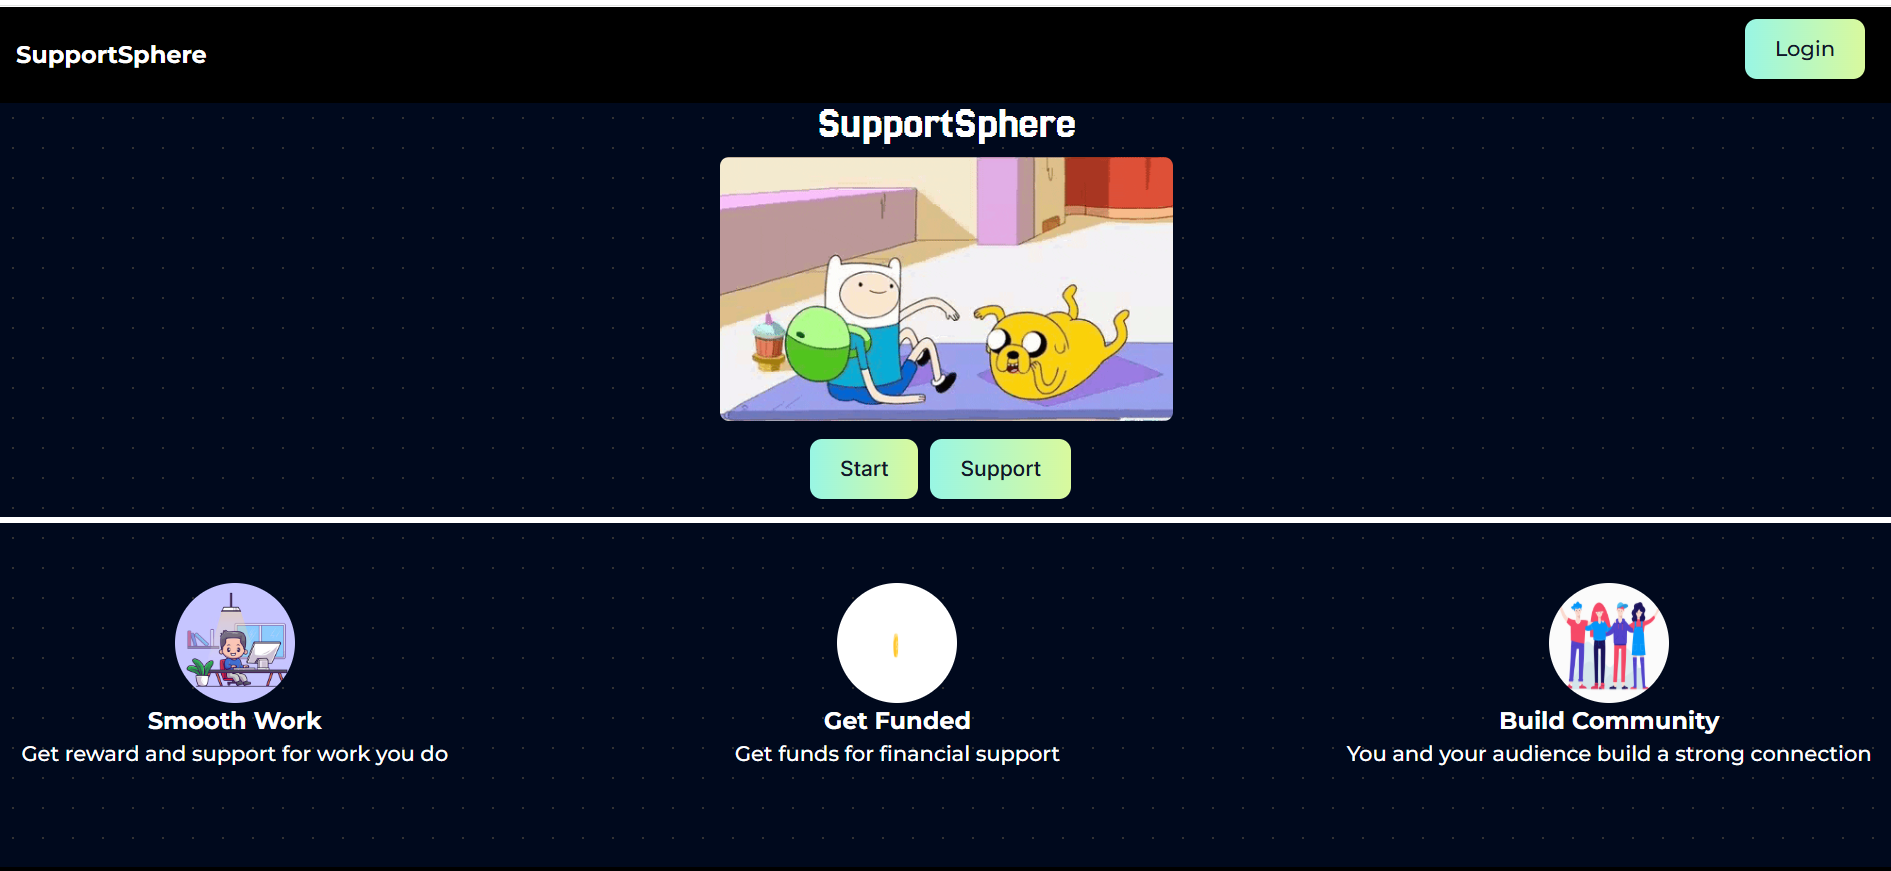 SupportSphere
Login
SupportSphere
Start
Support
Smooth Work
Get reward and support for work you do
Get Funded
Get funds for financial support
Build Community
You and your audience build a strong connection